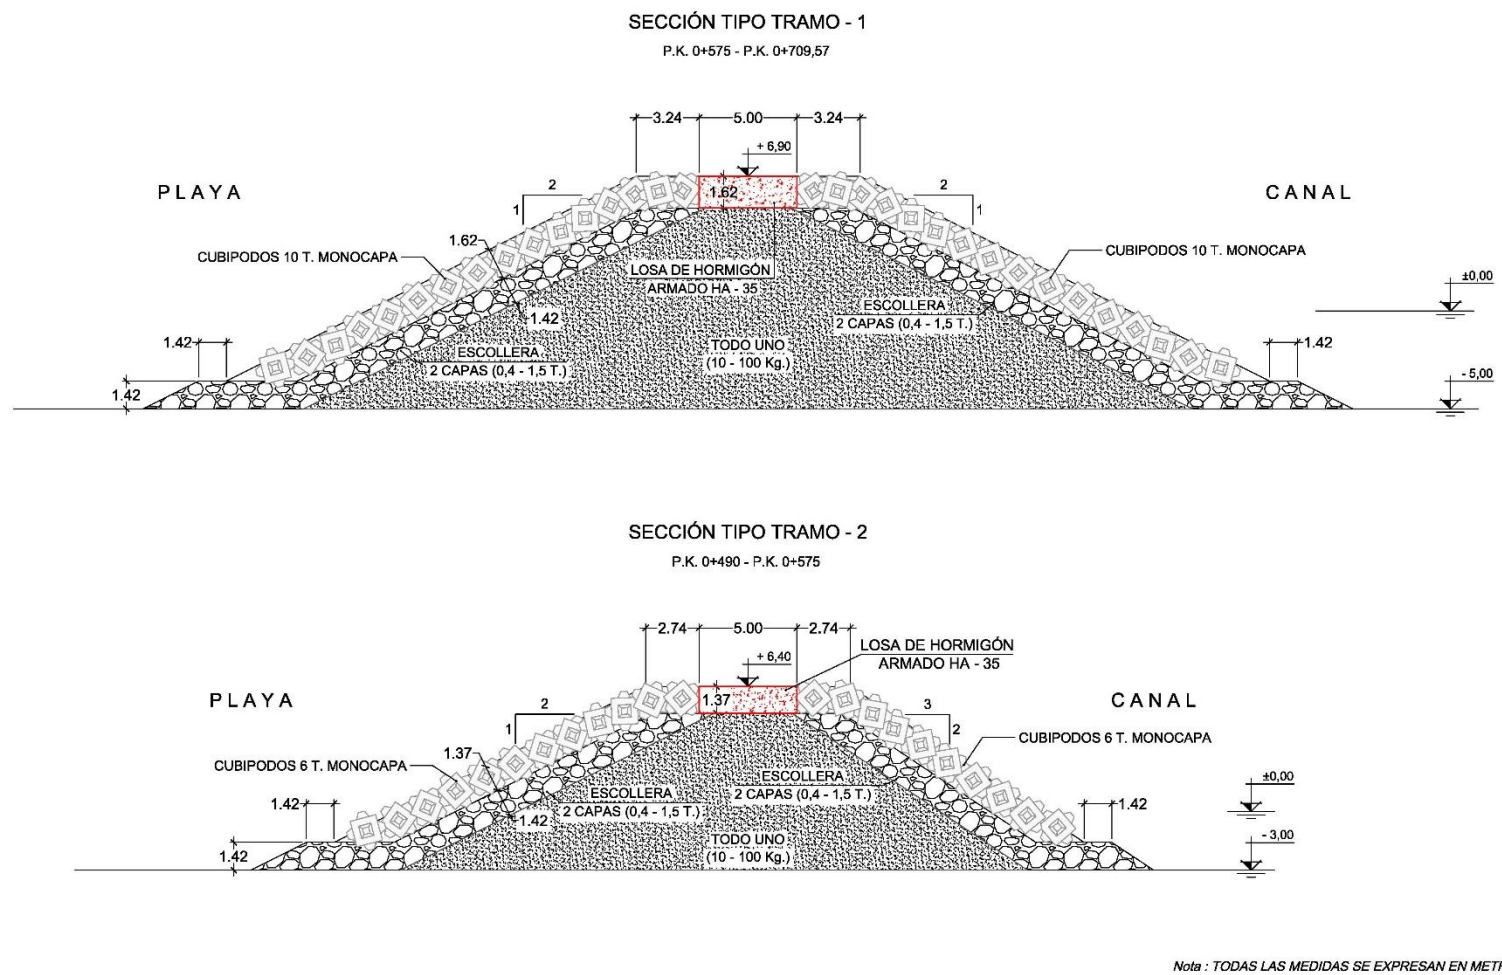 SECCIÓN TIPO TRAMO - 1
P.K. 0+575 - P.K. 0+709,57
3.24 5.00 3.24
+ 6,90
PLAYA
2
1
1.62
2
1
CANAL
1.62
CUBIPODOS 10 T. MONOCAPA
CUBIPODOS 10 T. MONOCAPA
LOSA DE HORMIGÓN
ARMADO HA - 35
±0,00
ESCOLLERA
2 CAPAS (0,4 - 1,5 T.)
1.42
1.42
ESCOLLERA
2 CAPAS (0,4 - 1,5 T.)
TODO UNO
(10 - 100 Kg.)
1.42
1.42
- 5,00
SECCIÓN TIPO TRAMO - 2
P.K. 0+490 - P.K. 0+575
2.74 5.00 2.74
+ 6,40
LOSA DE HORMIGÓN
ARMADO HA - 35
PLAYA
2
1
1.37
3
2
CANAL
1.37
CUBIPODOS 6 T. MONOCAPA
CUBIPODOS 6 T. MONOCAPA
ESCOLLERA
2 CAPAS (0,4 - 1,5 T.)
ESCOLLERA
2 CAPAS (0,4 - 1,5 T.)
±0,00
1.42
1.42
1.42
TODO UNO
(10 - 100 Kg.)
1.42
- 3,00
Nota : TODAS LAS MEDIDAS SE EXPRESAN EN